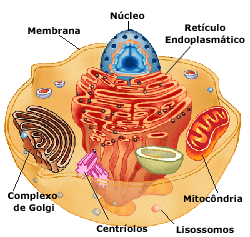 Núcleo
Membrana
Retículo
Endoplasmático
Complexo
de Golgi
Centríolos
Mitocôndria
Lisossomos